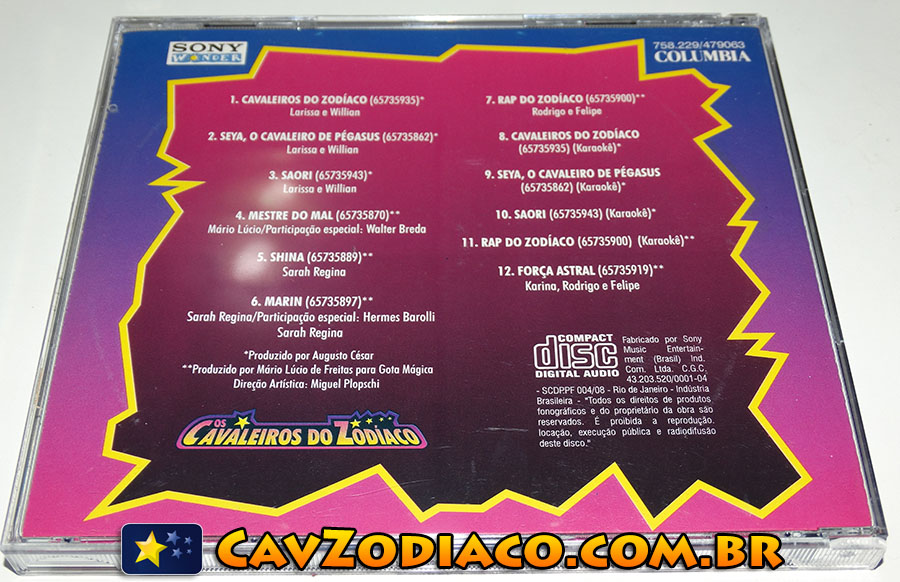 SONY
WONDER
758.229/479063
COLUMBIA
1. CAVALEIROS DO ZODÍACO (65735935)*
Larissa e Willian
2. SEYA, O CAVALEIRO DE PÉGASUS (65735862)*
Larissa e Willian
3. SAORI (65735943)*
Larissa e Willian
4. MESTRE DO MAL (65735870)**
Mário Lúcio/Participação especial: Walter Breda
5. SHINA (65735889)**
Sarah Regina
6. MARIN (65735897)**
Sarah Regina/Participação especial: Hermes Barolli
Sarah Regina
*Produzido por Augusto César
**Produzido por Mário Lúcio de Freitas para Gota Mágica
Direção Artística: Miguel Plopschi
OS
CAVALEIROS DO ZODÍACO
7. RAP DO ZODÍACO (65735900)**
Rodrigo e Felipe
8. CAVALEIROS DO ZODÍACO
(65735935) (Karaokê)*
9. SEYA, O CAVALEIRO DE PÉGASUS
(65735862) (Karaokê)*
10. SAORI (65735943) (Karaokê)*
11. RAP DO ZODÍACO (65735900) (Karaokê)**
12. FORÇA ASTRAL (65735919)**
Karina, Rodrigo e Felipe
COMPACT
disc
DIGITAL AUDIO
Fabricado por Sony
Music Entertain-
ment (Brasil) Ind.
Com. Ltda. C.G.C.
43.203.520/0001-04
- SCDP.PF 004/08 - Rio de Janeiro - Indústria
Brasileira - "Todos os direitos de produtos
fonográficos e do proprietário da obra são
reservados. É proibida a reprodução,
locação, execução pública e radiodifusão
deste disco."
CAVZODIACO.COM.BR